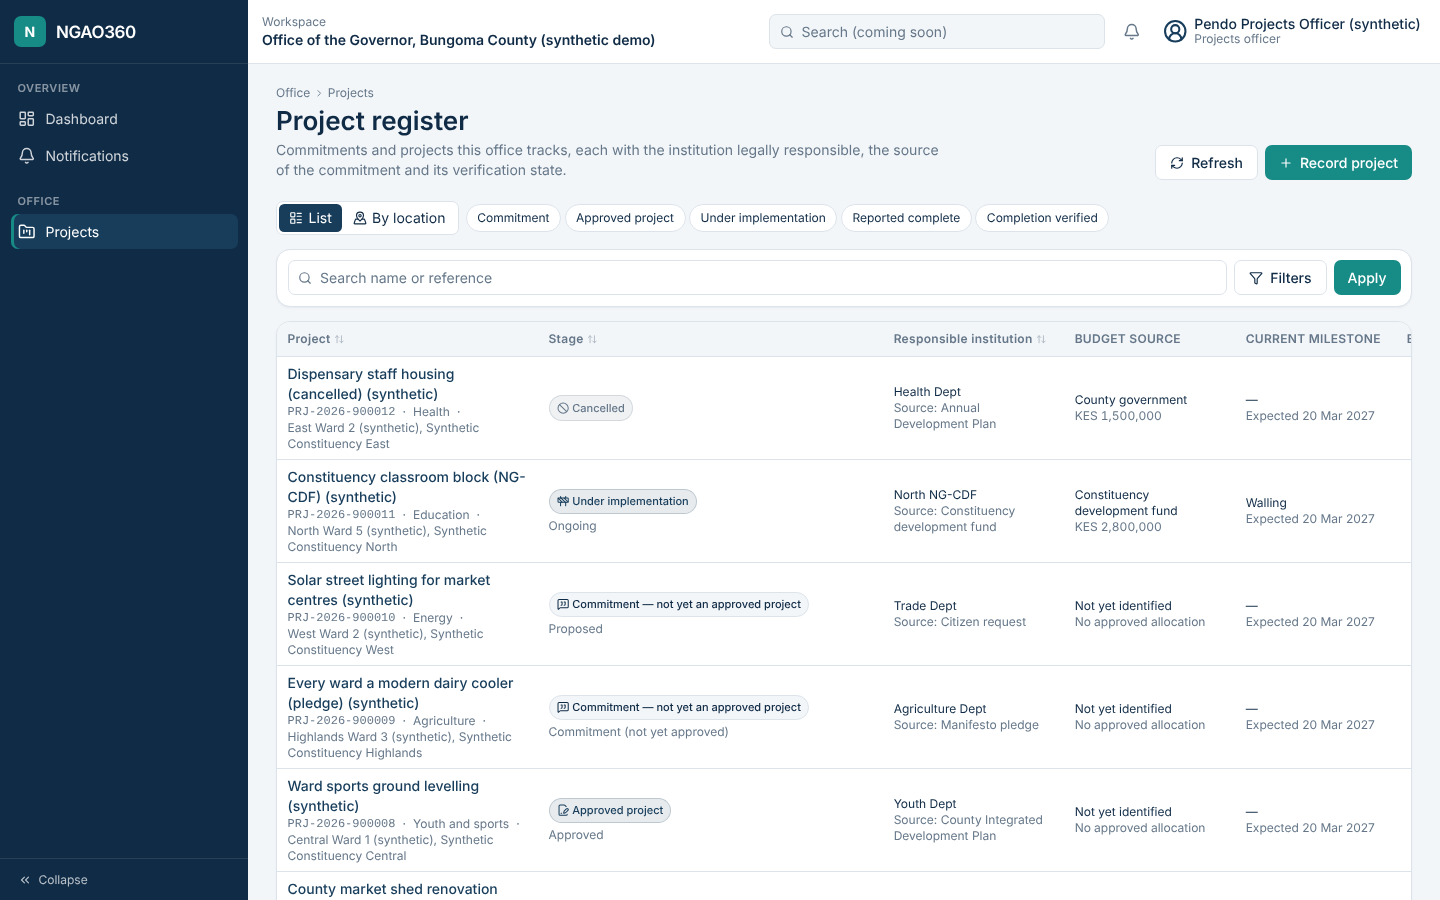 N NGAO360
Workspace
Office of the Governor, Bungoma County (synthetic demo)
Search (coming soon)
Pendo Projects Officer (synthetic)
Projects officer
OVERVIEW
Dashboard
Notifications
OFFICE
Projects
Collapse
Office › Projects
Project register
Commitments and projects this office tracks, each with the institution legally responsible, the source
of the commitment and its verification state.
Refresh
Record project
List
By location
Commitment
Approved project
Under implementation
Reported complete
Completion verified
Search name or reference
Filters
Apply
Project Stage Responsible institution BUDGET SOURCE CURRENT MILESTONE
Dispensary staff housing
(cancelled) (synthetic)
PRJ-2026-900012 · Health ·
East Ward 2 (synthetic), Synthetic
Constituency East
Cancelled
Health Dept
Source: Annual
Development Plan
County government
KES 1,500,000
—
Expected 20 Mar 2027
Constituency classroom block (NG-
CDF) (synthetic)
PRJ-2026-900011 · Education ·
North Ward 5 (synthetic), Synthetic
Constituency North
Under implementation
Ongoing
North NG-CDF
Source: Constituency
development fund
Constituency
development fund
KES 2,800,000
Walling
Expected 20 Mar 2027
Solar street lighting for market
centres (synthetic)
PRJ-2026-900010 · Energy ·
West Ward 2 (synthetic), Synthetic
Constituency West
Commitment — not yet an approved project
Proposed
Trade Dept
Source: Citizen request
Not yet identified
No approved allocation
—
Expected 20 Mar 2027
Every ward a modern dairy cooler
(pledge) (synthetic)
PRJ-2026-900009 · Agriculture ·
Highlands Ward 3 (synthetic), Synthetic
Constituency Highlands
Commitment — not yet an approved project
Commitment (not yet approved)
Agriculture Dept
Source: Manifesto pledge
Not yet identified
No approved allocation
—
Expected 20 Mar 2027
Ward sports ground levelling
(synthetic)
PRJ-2026-900008 · Youth and sports ·
Central Ward 1 (synthetic), Synthetic
Constituency Central
Approved project
Approved
Youth Dept
Source: County Integrated
Development Plan
Not yet identified
No approved allocation
—
Expected 20 Mar 2027
County market shed renovation